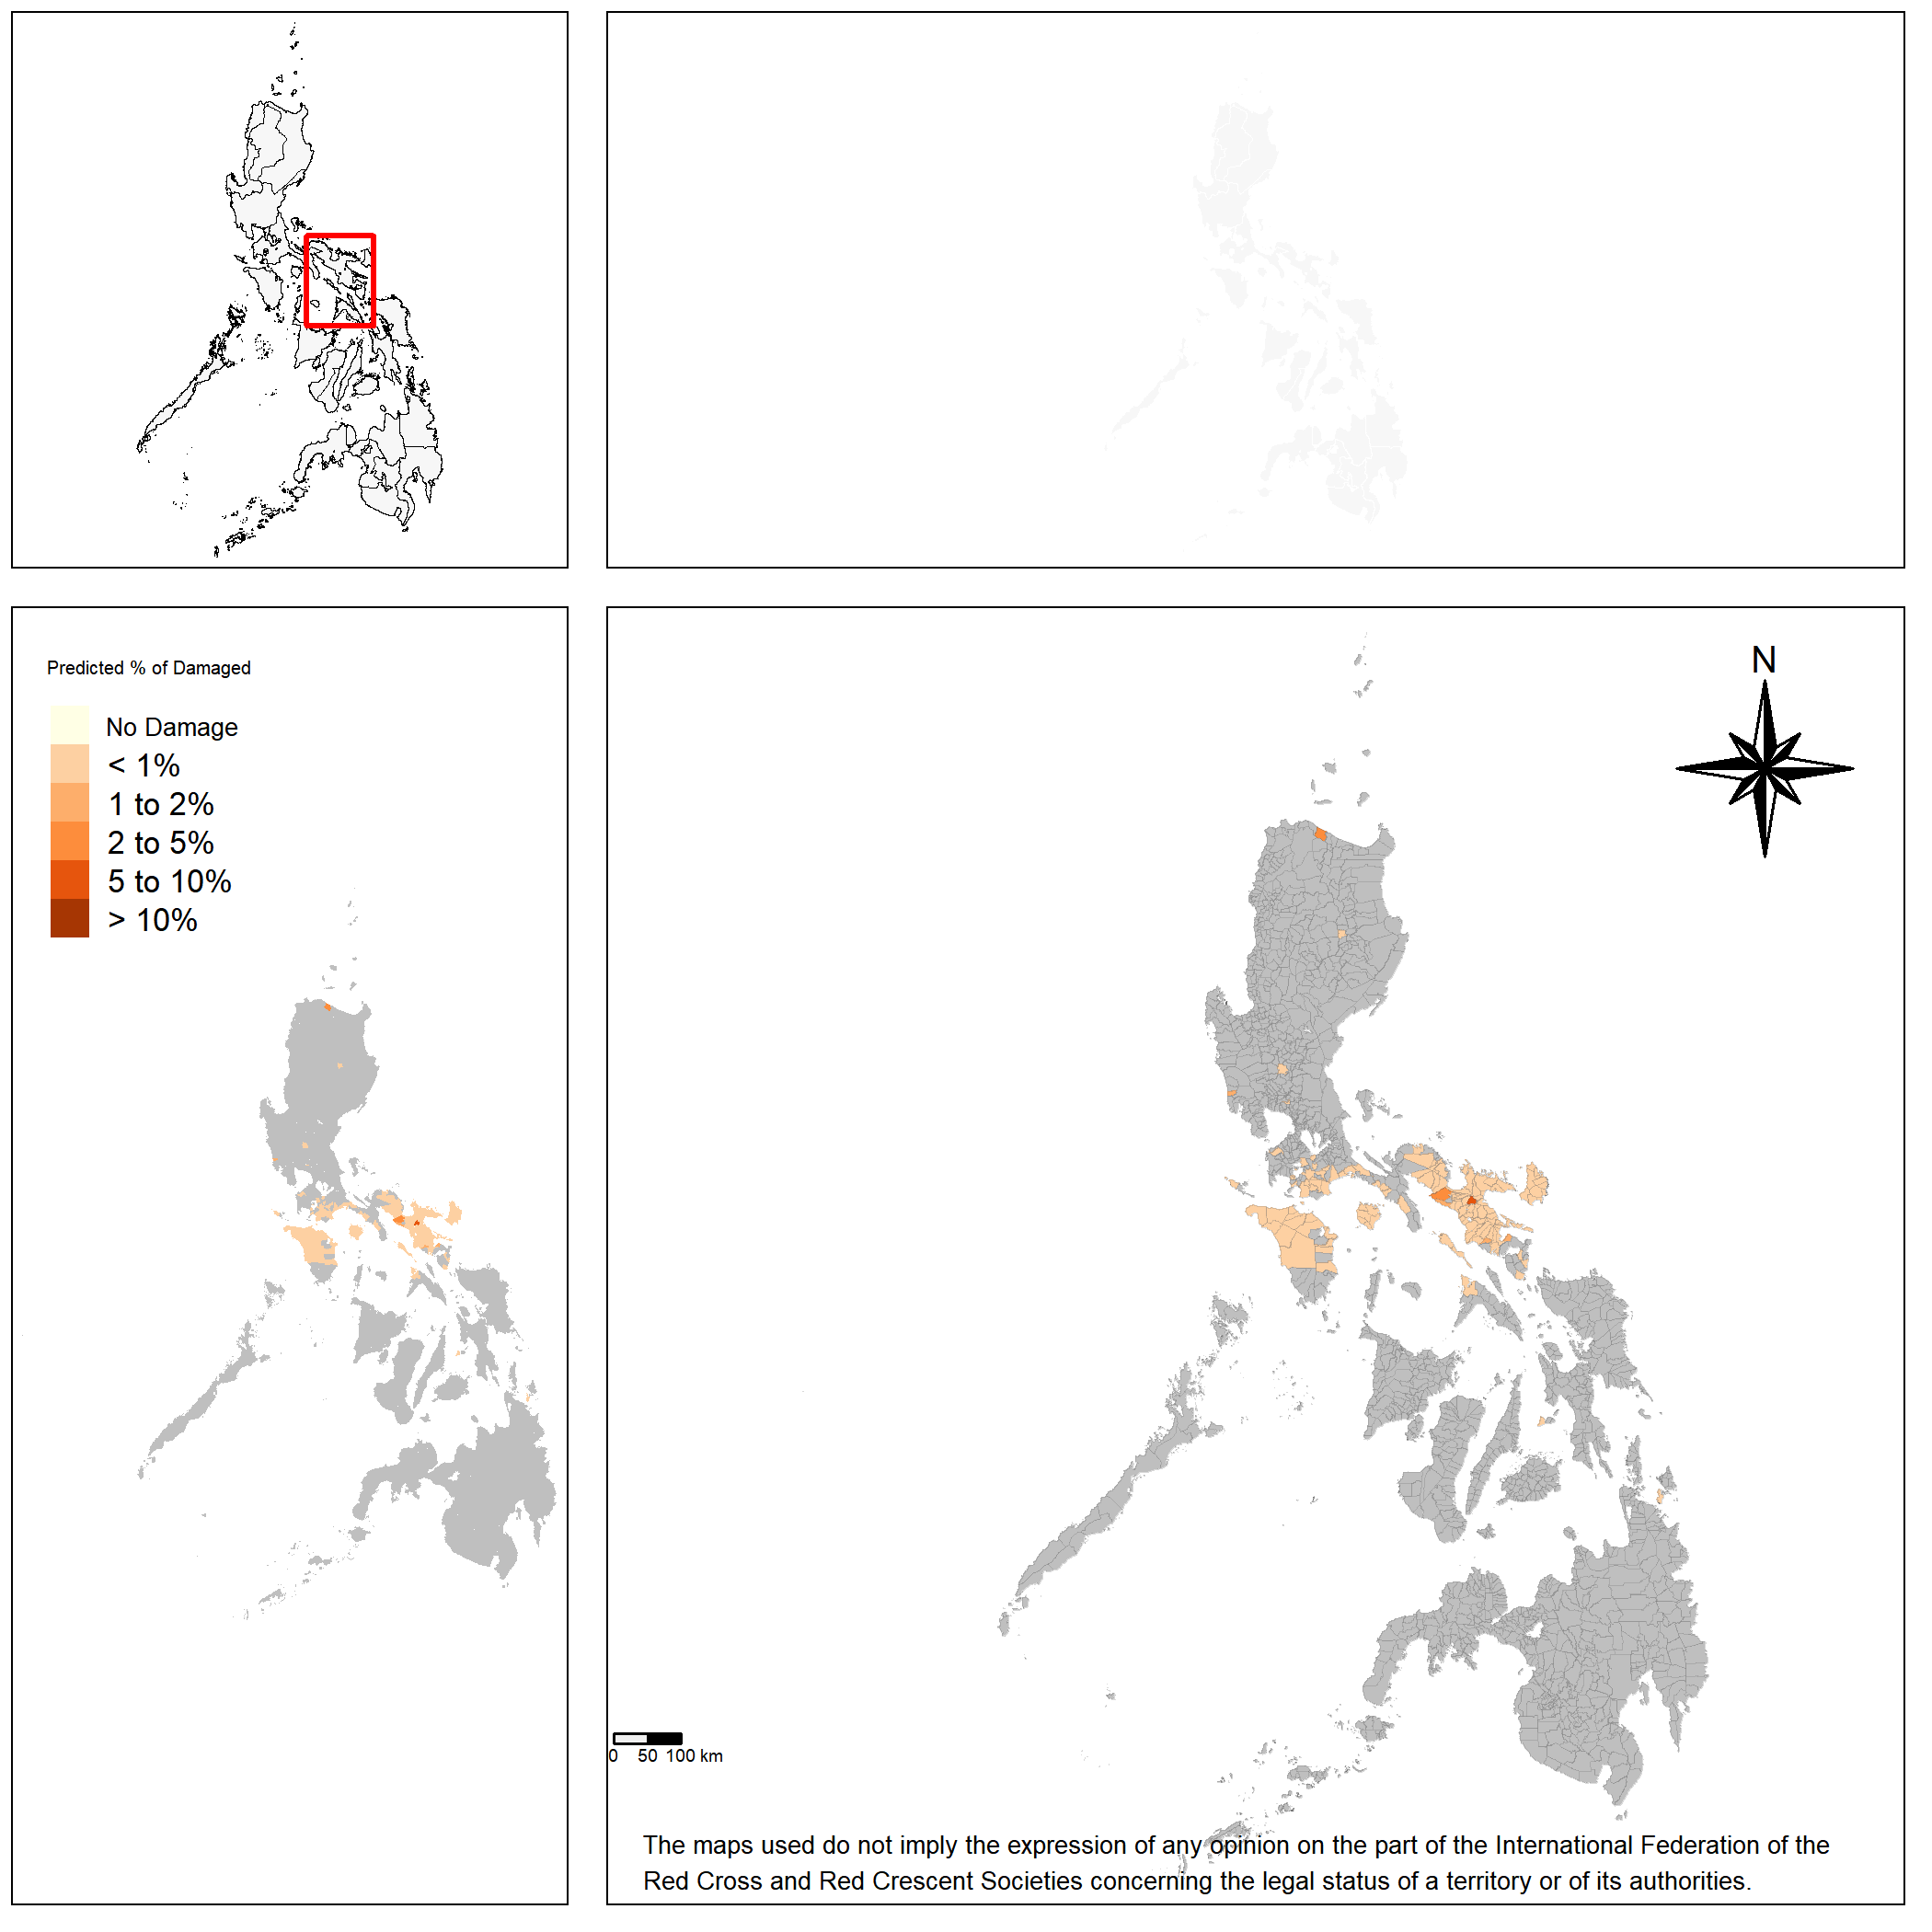 Predicted % of Damaged
No Damage
< 1%
1 to 2%
2 to 5%
5 to 10%
> 10%
N
0 50 100 km
The maps used do not imply the expression of any opinion on the part of the International Federation of the
Red Cross and Red Crescent Societies concerning the legal status of a territory or of its authorities.